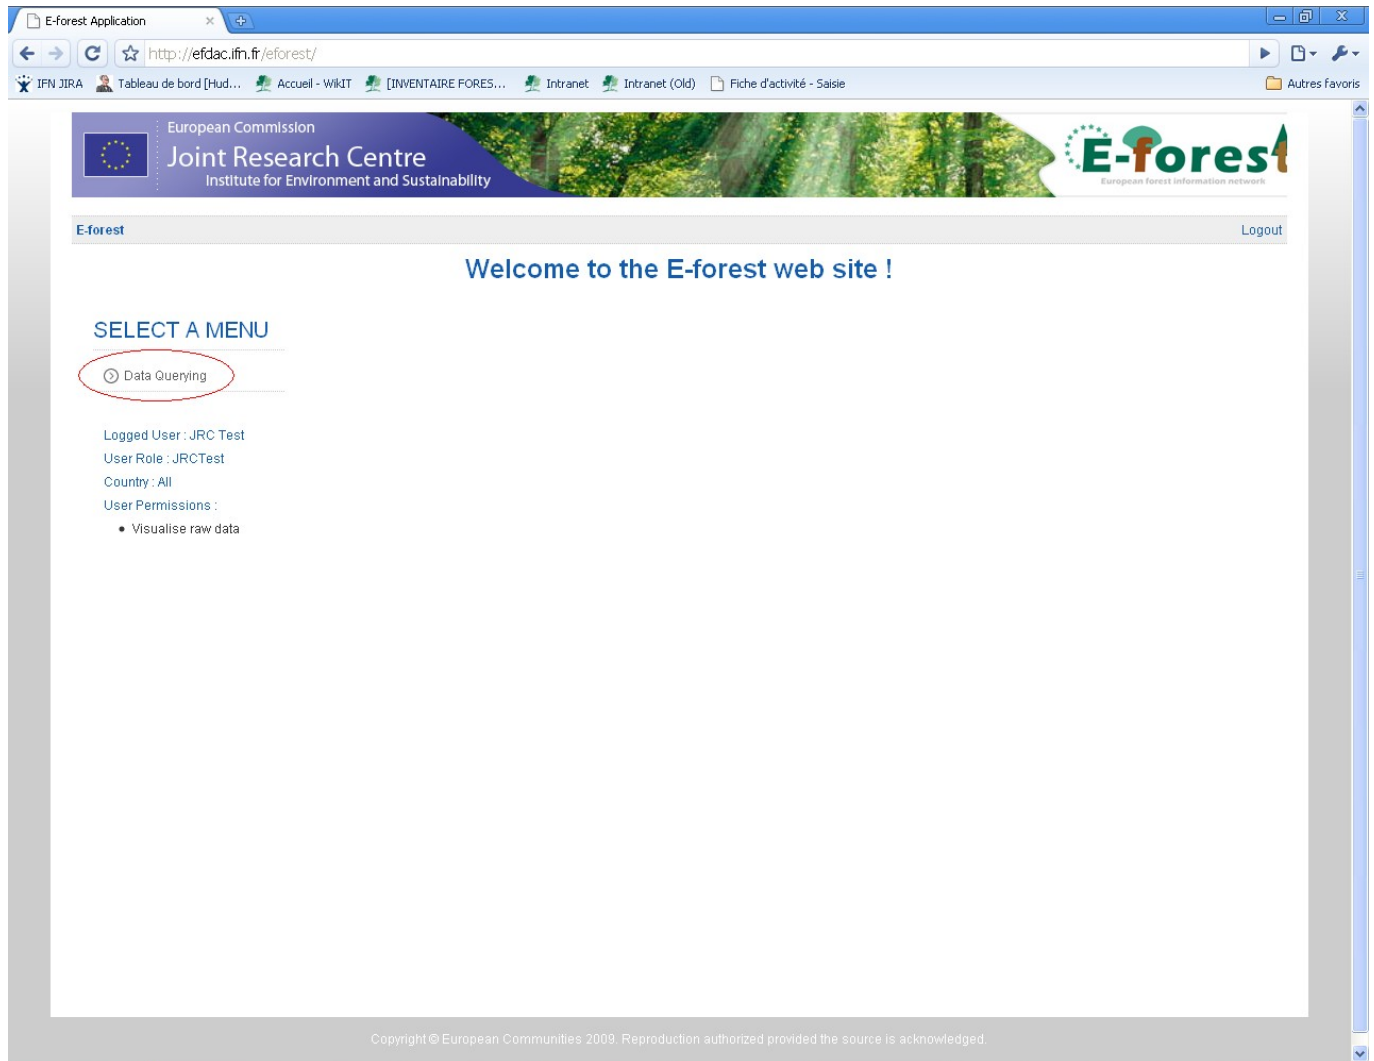 E-forest Application
http://efdac.ifn.fr/eforest/
IFN JIRA Tableau de bord [Hud... Accueil - WikIT [INVENTAIRE FORES... Intranet Intranet (Old) Fiche d'activité - Saisie Autres favoris
European Commission
Joint Research Centre
Institute for Environment and Sustainability
E-forest
European forest information network
E-forest Logout
Welcome to the E-forest web site !
SELECT A MENU
Data Querying
Logged User : JRC Test
User Role : JRCTest
Country : All
User Permissions :
• Visualise raw data
Copyright © European Communities 2009. Reproduction authorized provided the source is acknowledged.